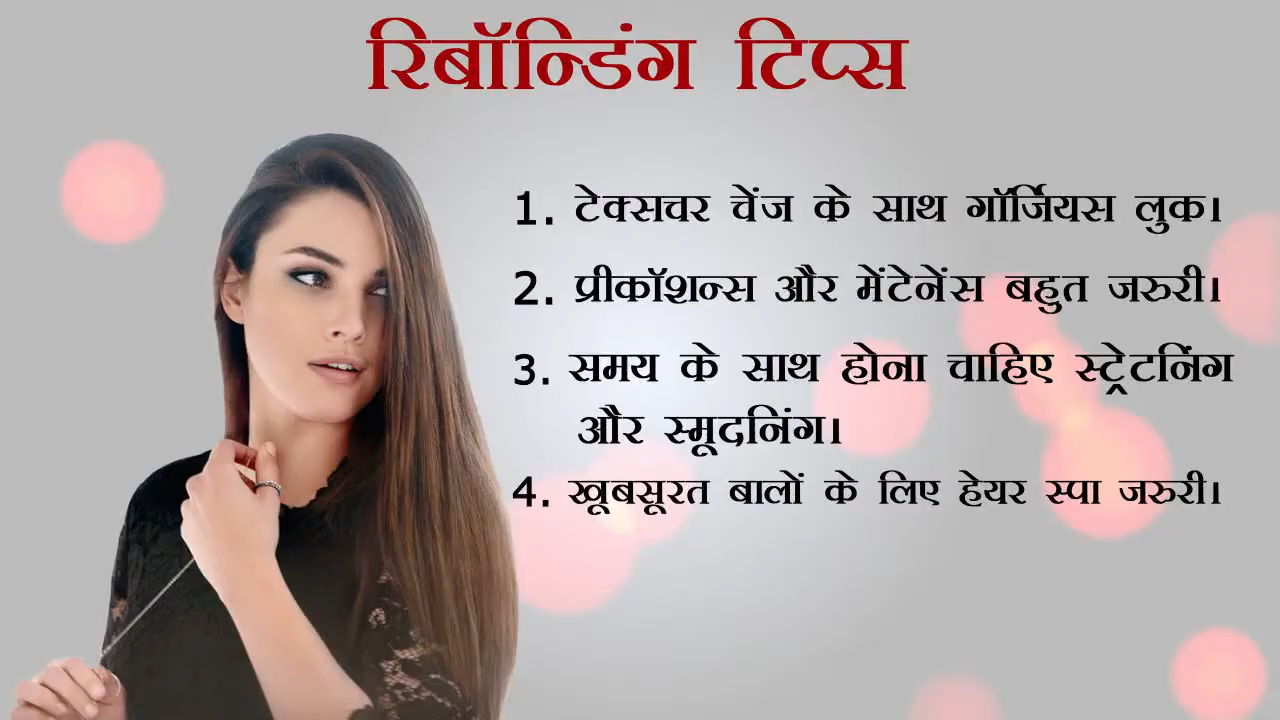 रिबॉन्डिंग टिप्स
1. टेक्सचर चेंज के साथ गॉर्जियस लुक।
2. प्रीकॉशन्स और मेंटेनेंस बहुत जरुरी।
3. समय के साथ होना चाहिए स्ट्रेटनिंग
और स्मूदनिंग।
4. खूबसूरत बालों के लिए हेयर स्पा जरुरी।